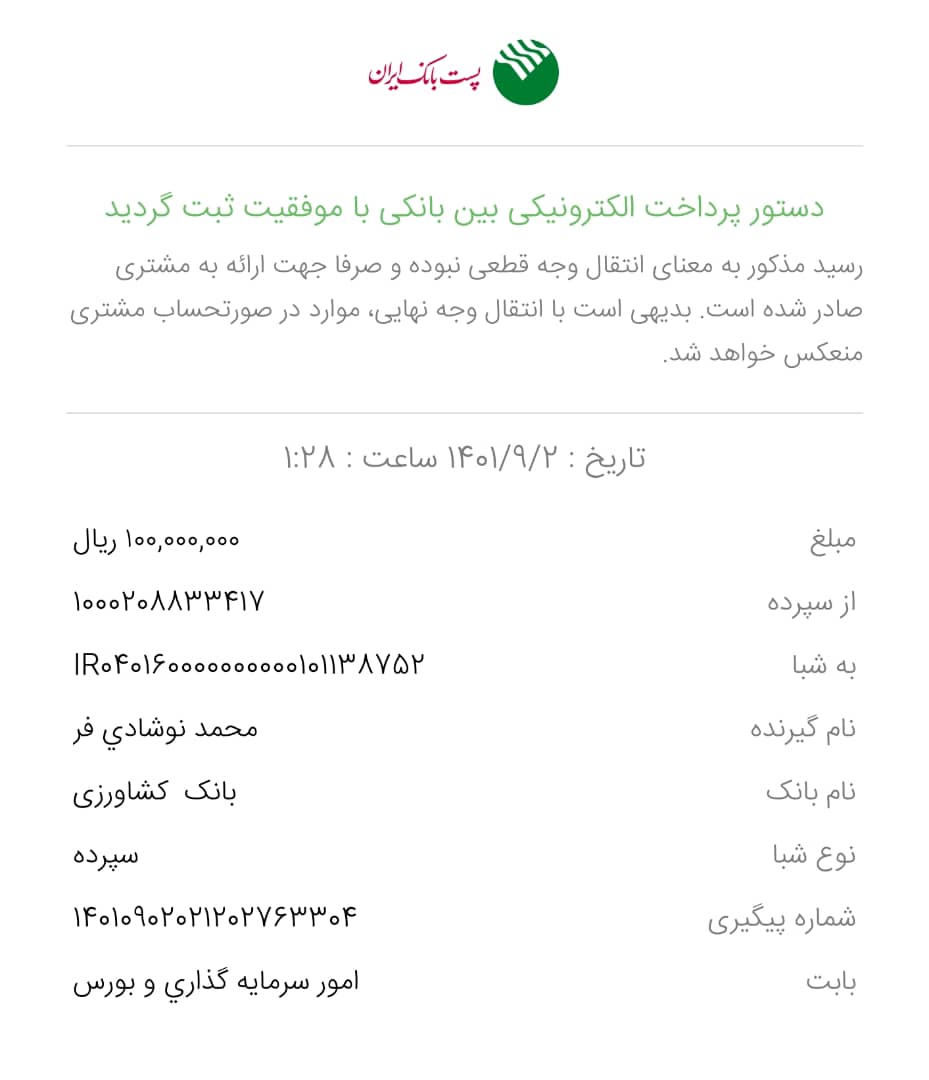 پست بانک ایران
دستور پرداخت الکترونیکی بین بانکی با موفقیت ثبت گردید
رسید مذکور به معنای انتقال وجه قطعی نبوده و صرفا جهت ارائه به مشتری
صادر شده است. بدیهی است با انتقال وجه نهایی، موارد در صورتحساب مشتری
منعکس خواهد شد.
تاریخ : ۱۴۰۱/۹/۲ ساعت : ۱:۲۸
مبلغ ۱۰۰,۰۰۰,۰۰۰ ریال
از سپرده ۱۰۰۰۲۰۸۸۳۳۴۱۷
به شبا IR۰۴۰۱۶۰۰۰۰۰۰۰۰۰۰۱۰۱۱۳۸۷۵۲
نام گیرنده محمد نوشادي فر
نام بانک بانک کشاورزی
نوع شبا سپرده
شماره پیگیری ۱۴۰۱۰۹۰۲۰۲۱۲۰۲۷۶۳۳۰۴
بابت امور سرمایه گذاري و بورس